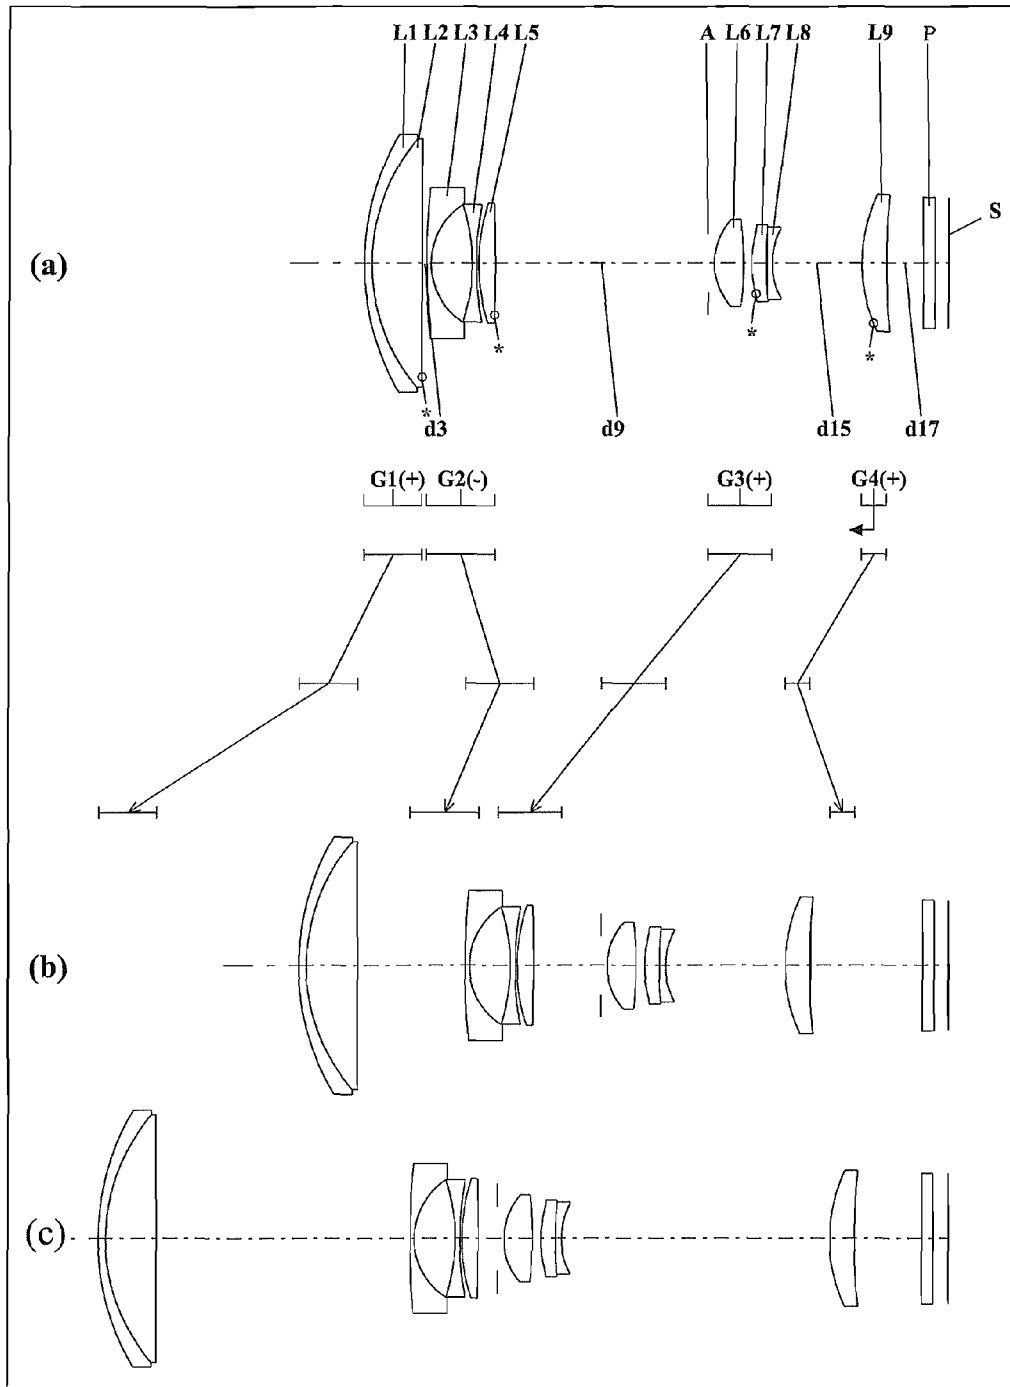 L1 L2 L3 L4 L5 A L6 L7 L8 L9 P
S
(a)
*
*
*
*
d3 d9 d15 d17
G1(+) G2(-) G3(+) G4(+)
(b)
(c)